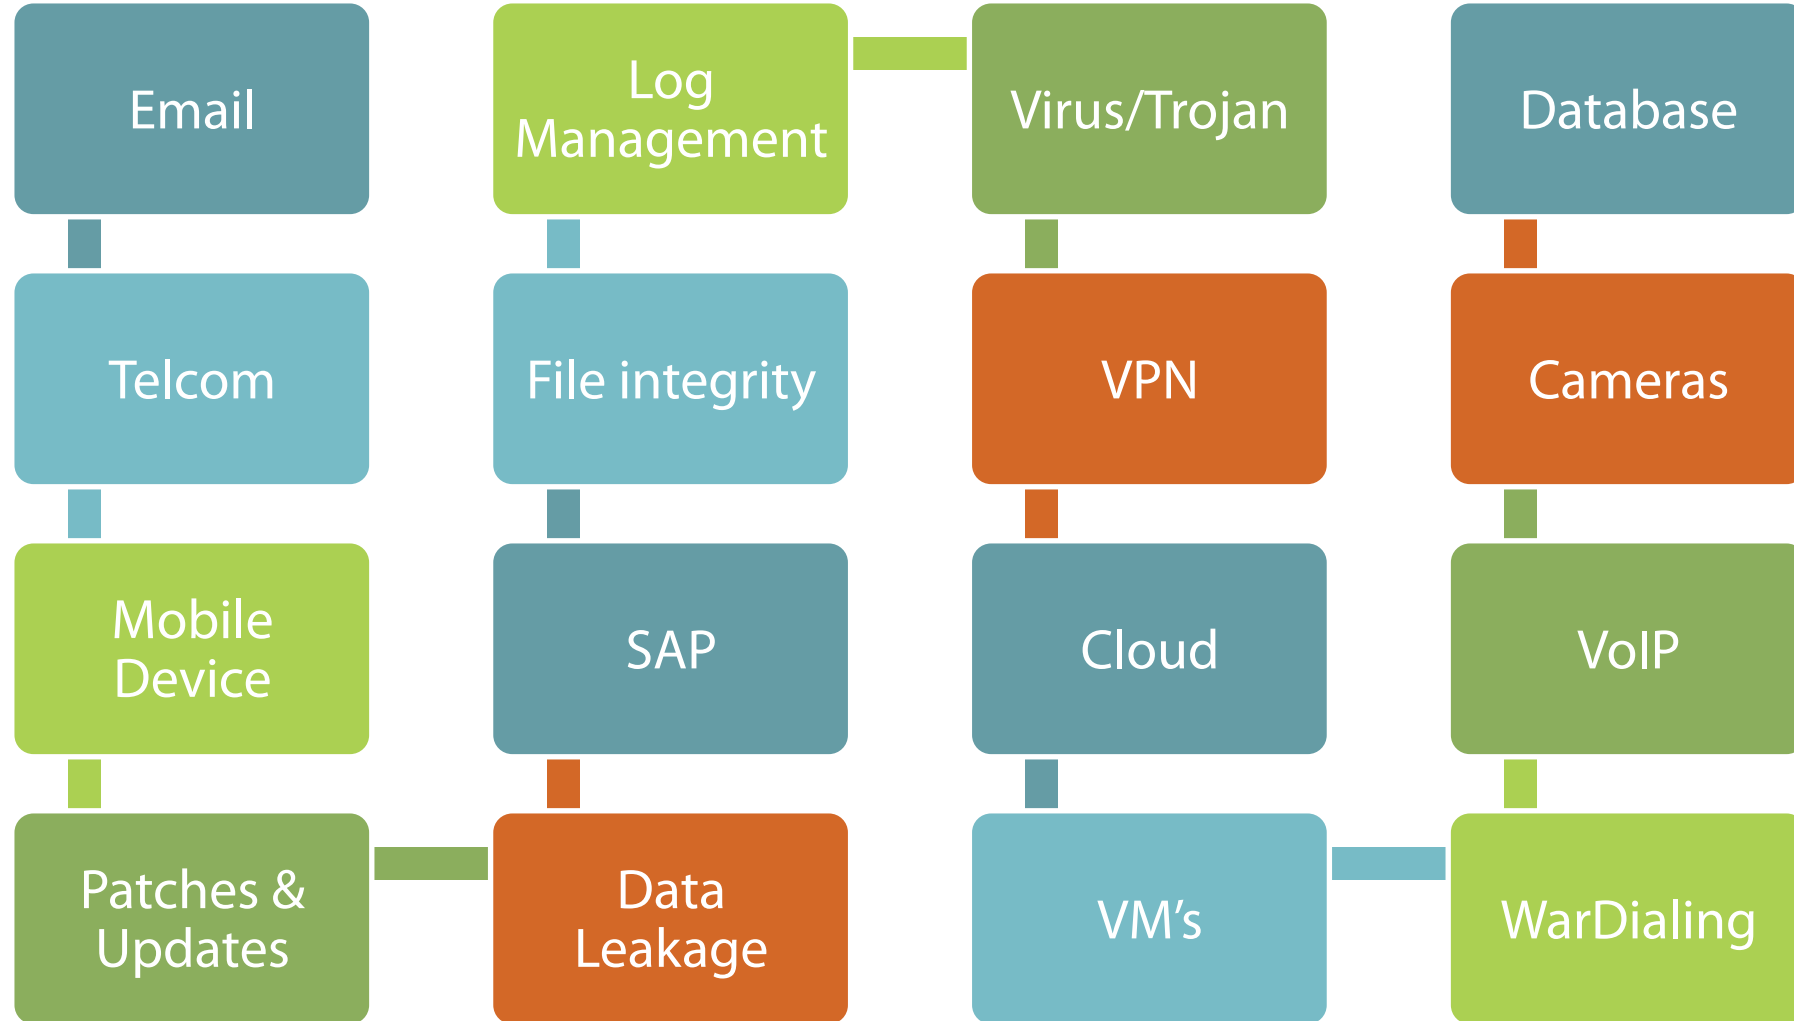 Email
Telcom
Mobile
Device
Patches &
Updates
Data
Leakage
SAP
File integrity
Log
Management
Virus/Trojan
VPN
Cloud
VM’s
WarDialing
VoIP
Cameras
Database